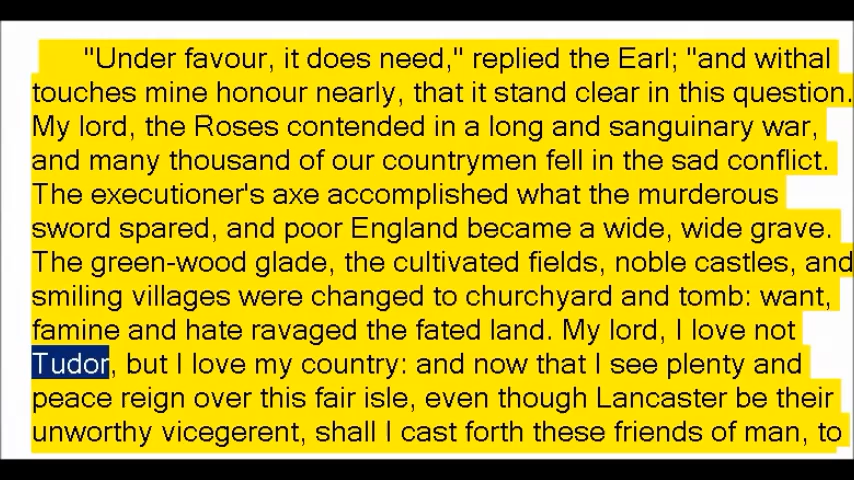 "Under favour, it does need," replied the Earl; "and withal
touches mine honour nearly, that it stand clear in this question.
My lord, the Roses contended in a long and sanguinary war,
and many thousand of our countrymen fell in the sad conflict.
The executioner's axe accomplished what the murderous
sword spared, and poor England became a wide, wide grave.
The green-wood glade, the cultivated fields, noble castles, and
smiling villages were changed to churchyard and tomb: want,
famine and hate ravaged the fated land. My lord, I love not
Tudor, but I love my country: and now that I see plenty and
peace reign over this fair isle, even though Lancaster be their
unworthy vicegerent, shall I cast forth these friends of man, to